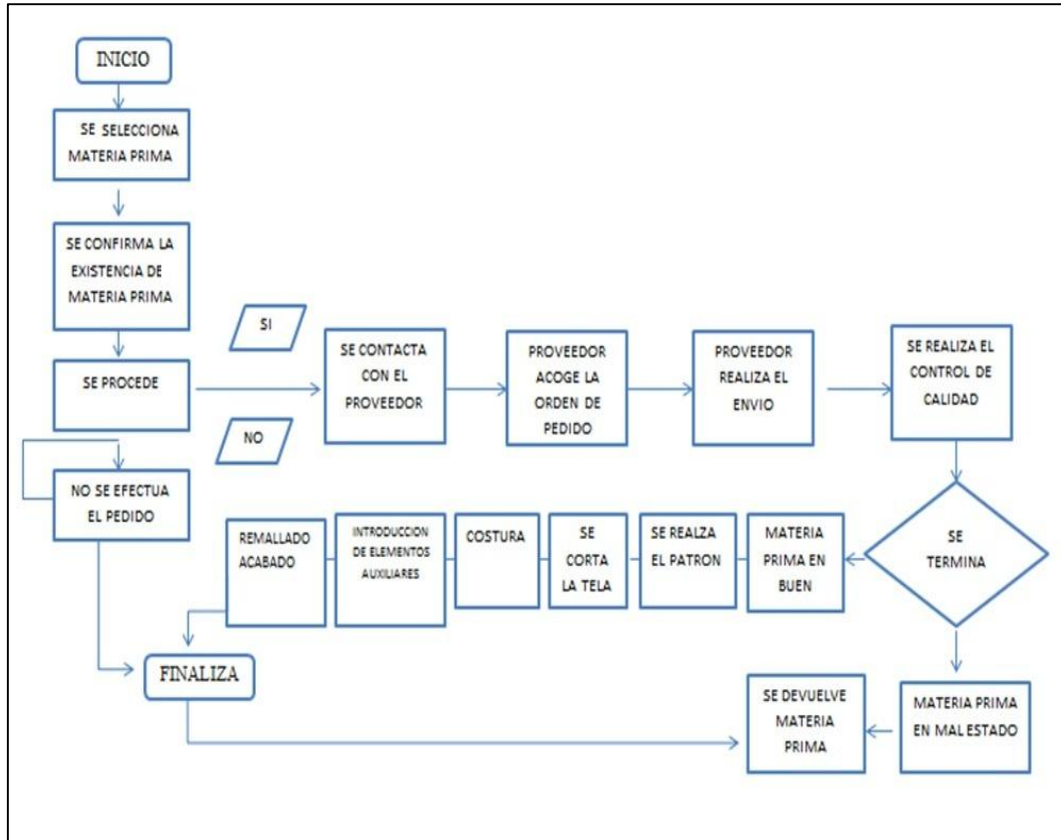 INICIO
SE SELECCIONA
MATERIA PRIMA
SE CONFIRMA LA
EXISTENCIA DE
MATERIA PRIMA
SE PROCEDE
SI
NO
SE CONTACTA
CON EL
PROVEEDOR
PROVEEDOR
ACOGE LA
ORDEN DE
PEDIDO
PROVEEDOR
REALIZA EL
ENVIO
SE REALIZA EL
CONTROL DE
CALIDAD
NO SE EFECTUA
EL PEDIDO
REMALLADO
ACABADO
INTRODUCCION
DE ELEMENTOS
AUXILIARES
COSTURA
SE
CORTA
LA TELA
SE REALZA
EL PATRON
MATERIA
PRIMA EN
BUEN
SE
TERMINA
FINALIZA
SE DEVUELVE
MATERIA
PRIMA
MATERIA PRIMA
EN MAL ESTADO